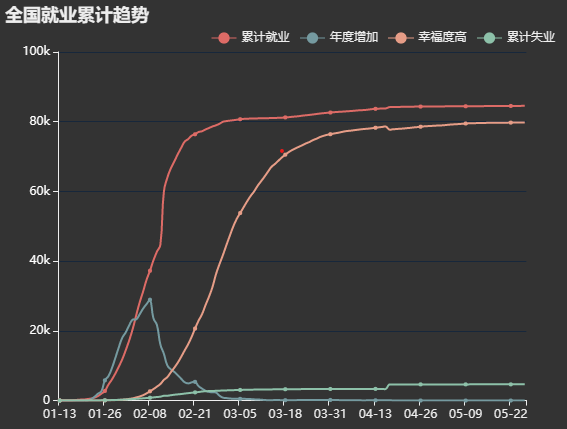 全国就业累计趋势
累计就业 年度增加 幸福度高 累计失业
100k
80k
60k
40k
20k
0
01-13 01-26 02-08 02-21 03-05 03-18 03-31 04-13 04-26 05-09 05-22